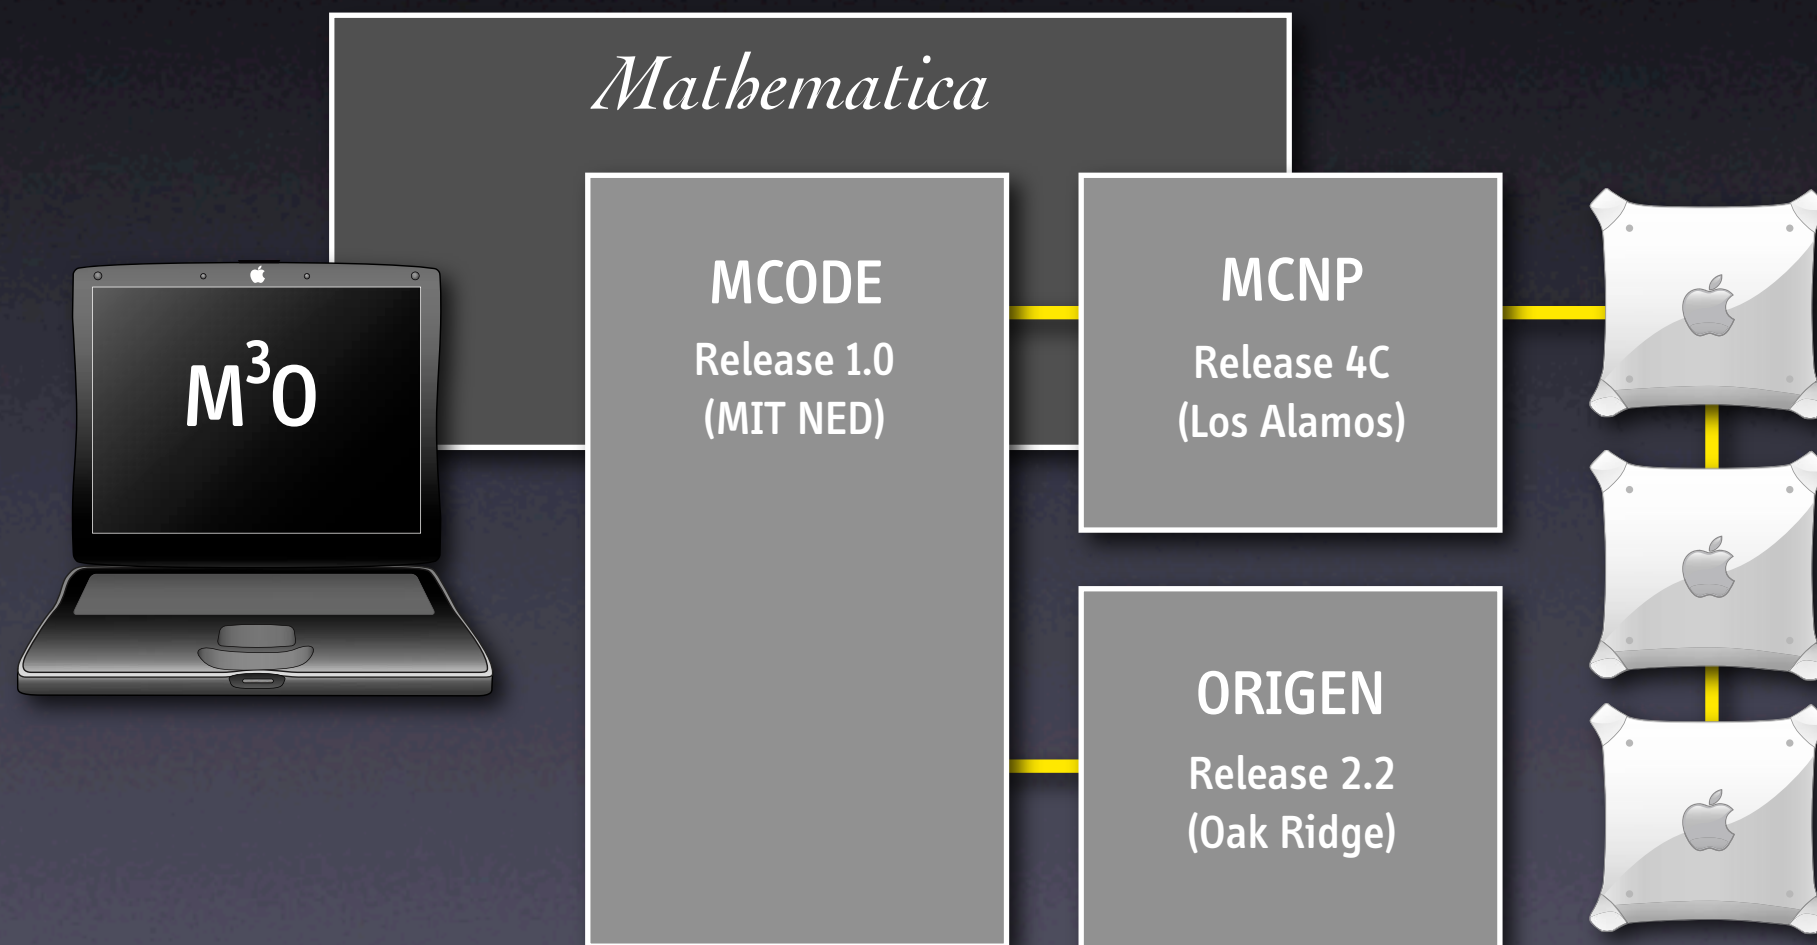 Mathematica
M³O
MCODE
Release 1.0
(MIT NED)
MCNP
Release 4C
(Los Alamos)
ORIGEN
Release 2.2
(Oak Ridge)